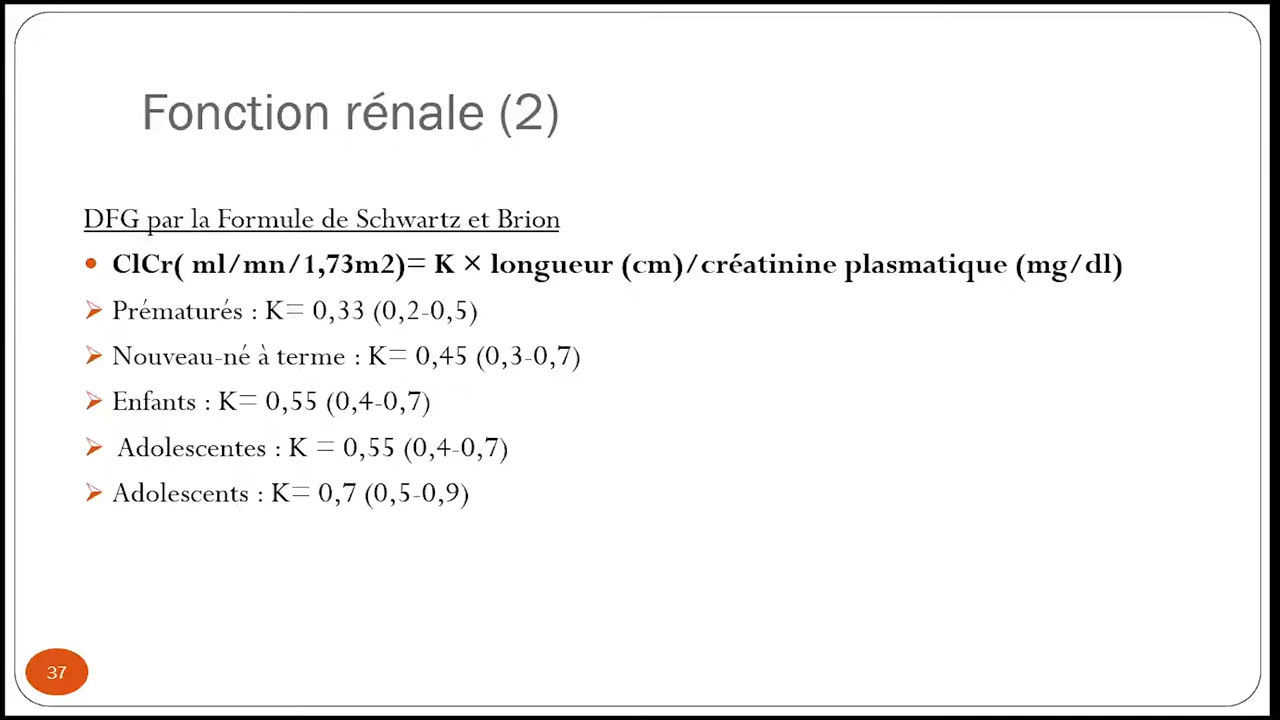 Fonction rénale (2)
DFG par la Formule de Schwartz et Brion
• ClCr( ml/mn/1,73m2)= K × longueur (cm)/créatinine plasmatique (mg/dl)
➢ Prématurés : K= 0,33 (0,2-0,5)
➢ Nouveau-né à terme : K= 0,45 (0,3-0,7)
➢ Enfants : K= 0,55 (0,4-0,7)
➢ Adolescentes : K = 0,55 (0,4-0,7)
➢ Adolescents : K= 0,7 (0,5-0,9)
37